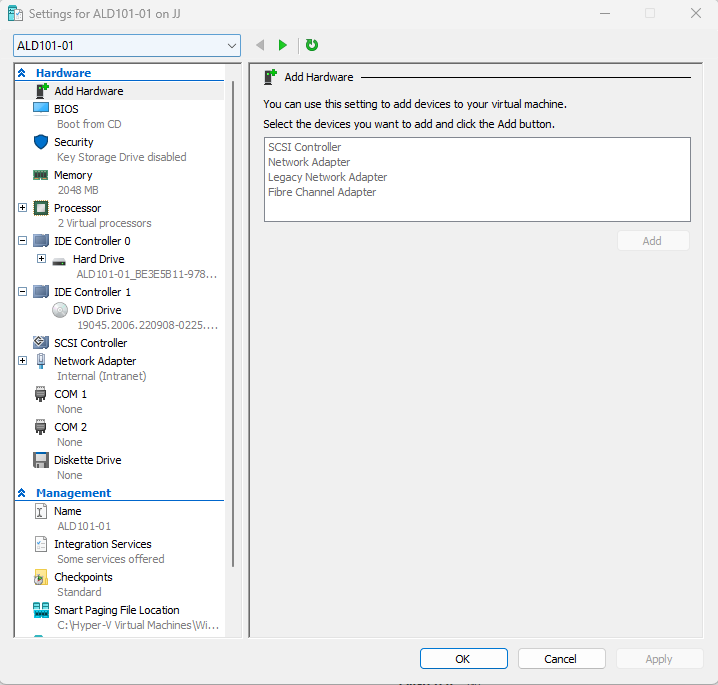 Settings for ALD101-01 on JJ
ALD101-01
Hardware
Add Hardware
BIOS
Boot from CD
Security
Key Storage Drive disabled
Memory
2048 MB
Processor
2 Virtual processors
IDE Controller 0
Hard Drive
ALD101-01_BE3E5B11-978...
IDE Controller 1
DVD Drive
19045.2006.220908-0225....
SCSI Controller
Network Adapter
Internal (Intranet)
COM 1
None
COM 2
None
Diskette Drive
None
Management
Name
ALD101-01
Integration Services
Some services offered
Checkpoints
Standard
Smart Paging File Location
C:\Hyper-V Virtual Machines\Wi...
Add Hardware
You can use this setting to add devices to your virtual machine.
Select the devices you want to add and click the Add button.
SCSI Controller
Network Adapter
Legacy Network Adapter
Fibre Channel Adapter
Add
OK
Cancel
Apply